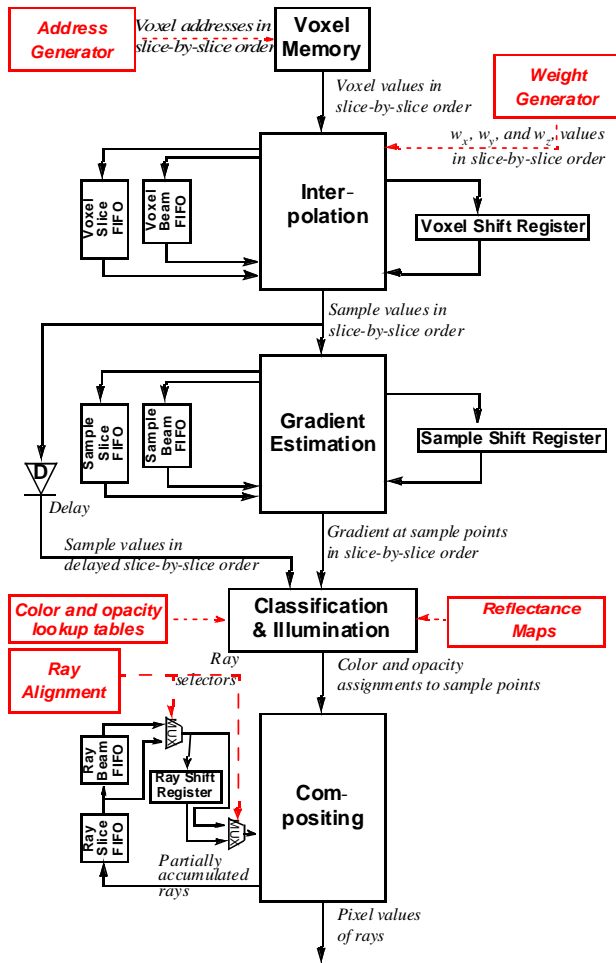 Address
Generator
Voxel addresses in
slice-by-slice order
Voxel
Memory
Voxel values in
slice-by-slice order
Weight
Generator
wx, wy, and wz, values
in slice-by-slice order
Voxel
Slice
FIFO
Voxel
Beam
FIFO
Inter-
polation
Voxel Shift Register
Sample values in
slice-by-slice order
Sample
Slice
FIFO
Sample
Beam
FIFO
Gradient
Estimation
Sample Shift Register
D
Delay
Sample values in
delayed slice-by-slice order
Gradient at sample points
in slice-by-slice order
Color and opacity
lookup tables
Classification
& Illumination
Reflectance
Maps
Ray
Alignment
Ray
selectors
Color and opacity
assignments to sample points
MUX
Ray
Beam
FIFO
Ray Shift
Register
Ray
Slice
FIFO
MUX
Com-
positing
Partially
accumulated
rays
Pixel values
of rays